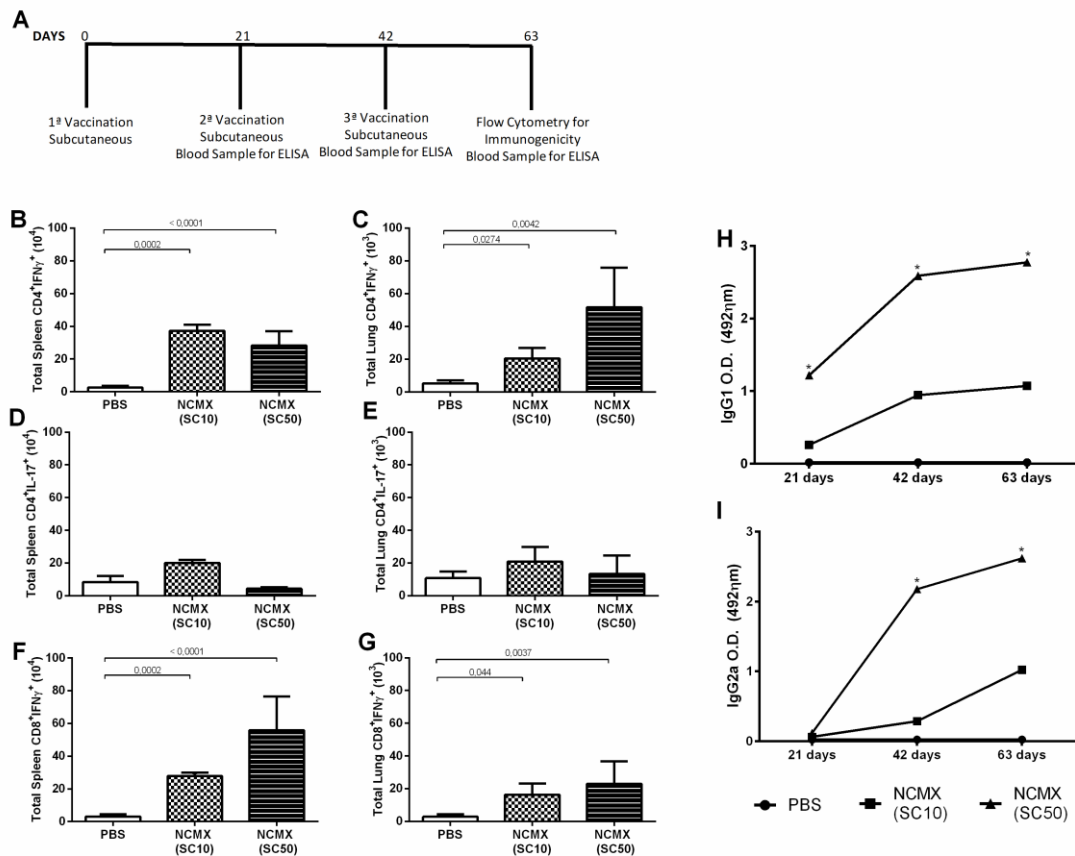 A
DAYS 0 21 42 63
1ª Vaccination
Subcutaneous
2ª Vaccination
Subcutaneous
Blood Sample for ELISA
3ª Vaccination
Subcutaneous
Blood Sample for ELISA
Flow Cytometry for
Immunogenicity
Blood Sample for ELISA
B
Total Spleen CD4⁺IFNγ⁺ (10⁴)
100
80
60
40
20
0
< 0,0001
0,0002
PBS
NCMX
(SC10)
NCMX
(SC50)
C
Total Lung CD4⁺IFNγ⁺ (10³)
100
80
60
40
20
0
0,0042
0,0274
PBS
NCMX
(SC10)
NCMX
(SC50)
D
Total Spleen CD4⁺IL-17⁺ (10⁴)
100
80
60
40
20
0
PBS
NCMX
(SC10)
NCMX
(SC50)
E
Total Lung CD4⁺IL-17⁺ (10³)
100
80
60
40
20
0
PBS
NCMX
(SC10)
NCMX
(SC50)
F
Total Spleen CD8⁺IFNγ⁺ (10⁴)
100
80
60
40
20
0
<0,0001
0,0002
PBS
NCMX
(SC10)
NCMX
(SC50)
G
Total Lung CD8⁺IFNγ⁺ (10³)
100
80
60
40
20
0
0,0037
0,044
PBS
NCMX
(SC10)
NCMX
(SC50)
H
IgG1 O.D. (492ηm)
3
2
1
0
* * *
21 days 42 days 63 days
I
IgG2a O.D. (492ηm)
3
2
1
0
* *
21 days 42 days 63 days
PBS
NCMX
(SC10)
NCMX
(SC50)